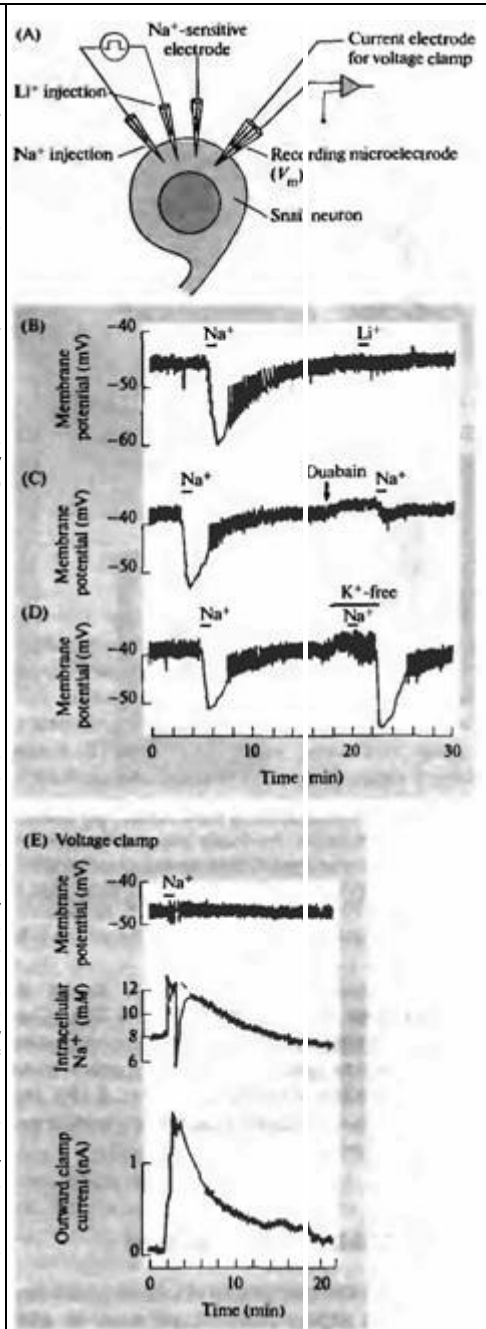 (A)
Na⁺-sensitive
electrode
Current electrode
for voltage clamp
Li⁺ injection
Na⁺ injection
Recording microelectrode
(Vm)
Snail neuron
(B)
Membrane
potential (mV)
−40
−50
−60
Na⁺
Li⁺
(C)
Membrane
potential (mV)
−40
−50
Na⁺
Ouabain
Na⁺
(D)
Membrane
potential (mV)
−40
−50
Na⁺
K⁺-free
Na⁺
0 10 20 30
Time (min)
(E) Voltage clamp
Membrane
potential (mV)
−40
−50
Na⁺
Intracellular
Na⁺ (mM)
12
10
8
6
Outward clamp
current (nA)
1
0
0 10 20
Time (min)